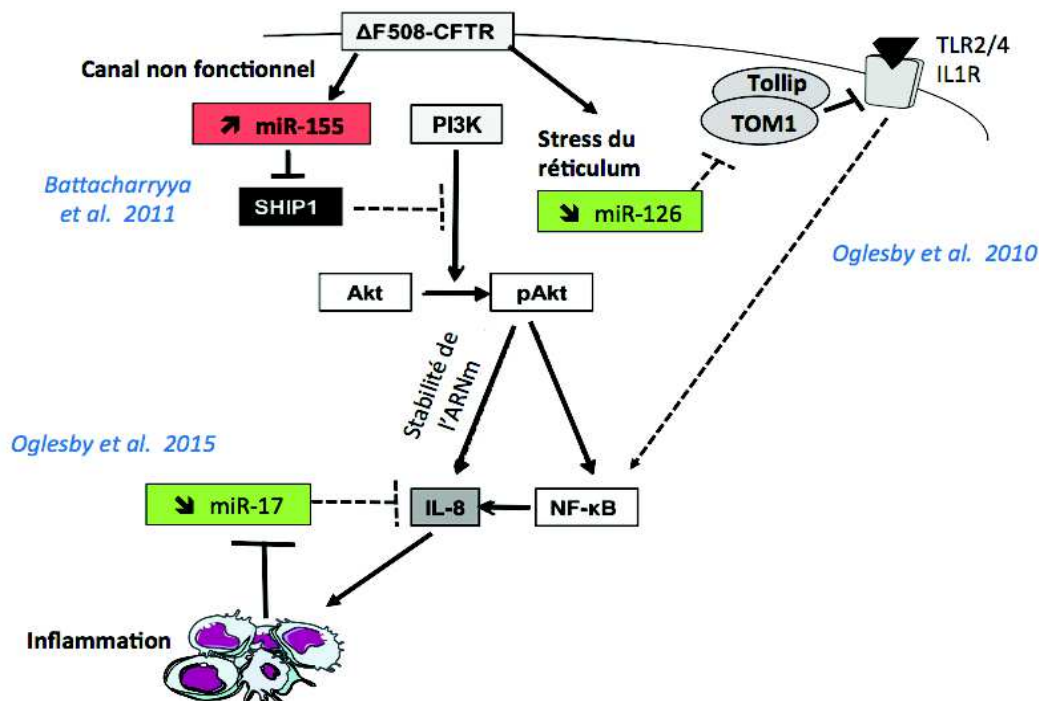 ΔF508-CFTR
TLR2/4
IL1R
Canal non fonctionnel
Tollip
TOM1
↗ miR-155
PI3K
Stress du
réticulum
Battacharryya
et al. 2011
SHIP1
↘ miR-126
Oglesby et al. 2010
Akt
pAkt
Stabilité de
l'ARNm
Oglesby et al. 2015
↘ miR-17
IL-8
NF-κB
Inflammation